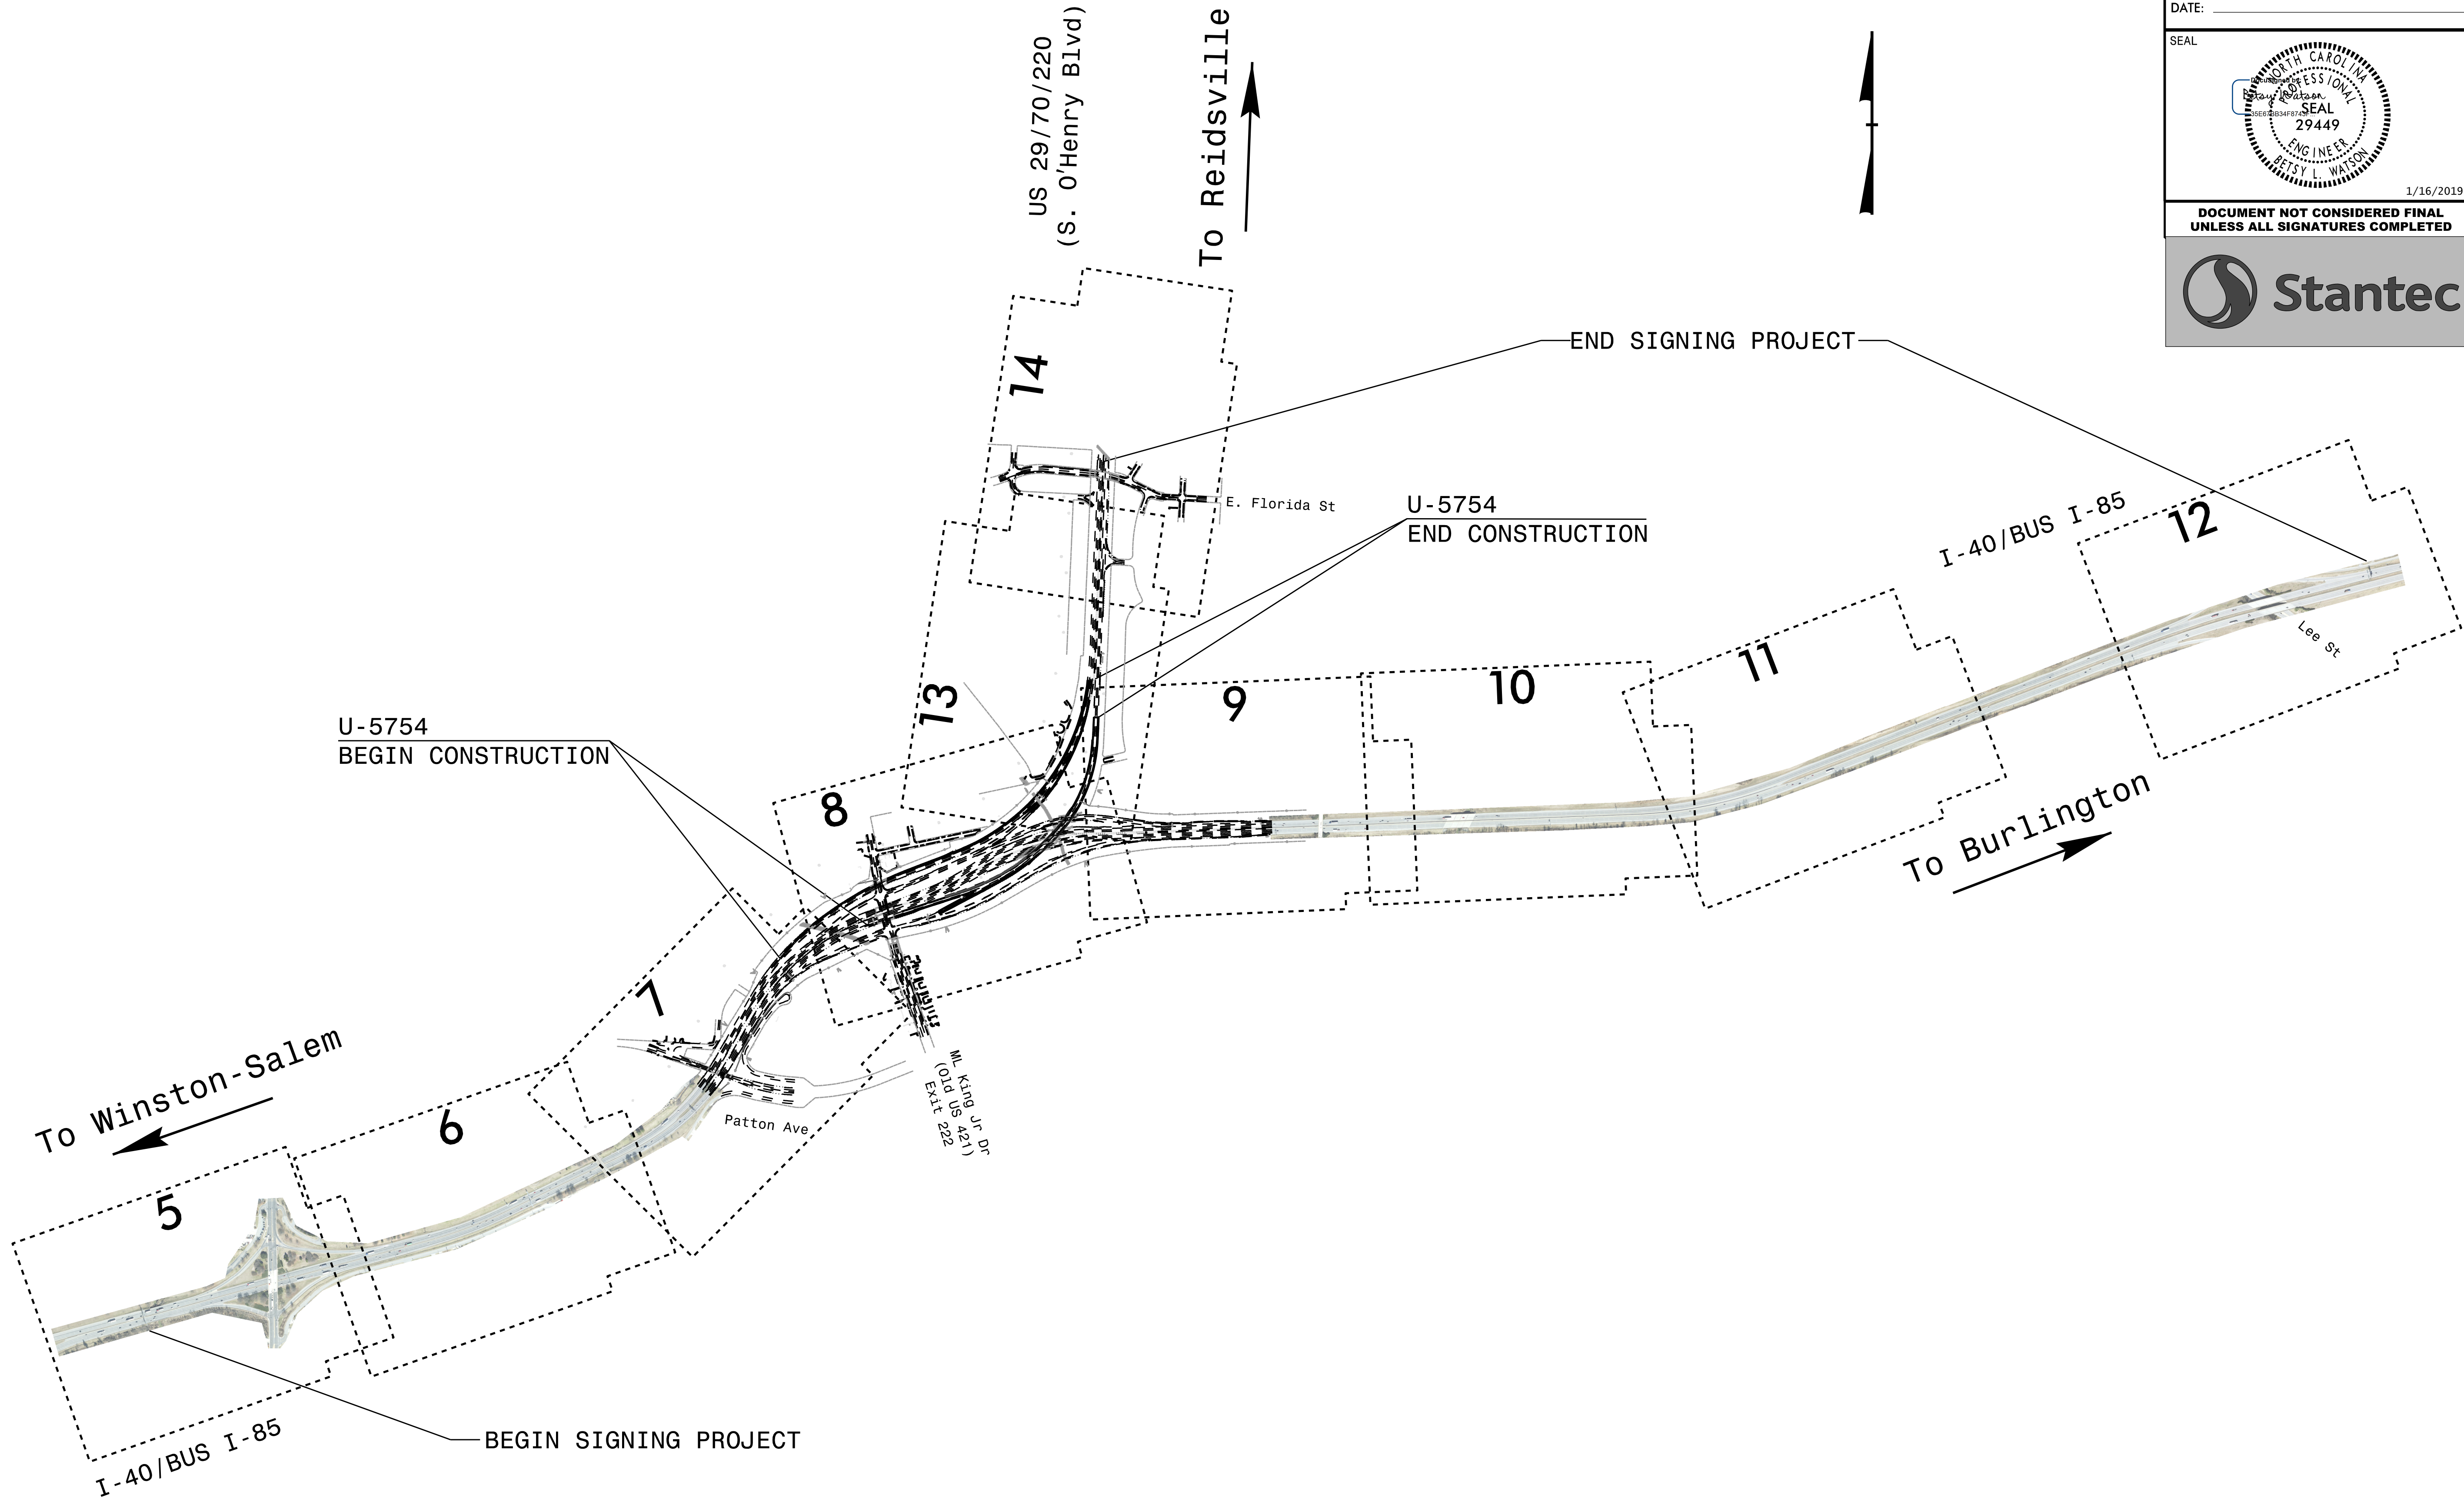 DATE:
SEAL
NORTH CAROLINA
PROFESSIONAL
SEAL
29449
ENGINEER
BETSY L. WATSON
DocuSigned by:
Betsy Watson
1/16/2019
DOCUMENT NOT CONSIDERED FINAL
UNLESS ALL SIGNATURES COMPLETED
Stantec
US 29/70/220
(S. O'Henry Blvd)
To Reidsville
14
END SIGNING PROJECT
E. Florida St
U-5754
END CONSTRUCTION
I-40/BUS I-85
12
Lee St
11
10
9
13
U-5754
BEGIN CONSTRUCTION
8
To Burlington
7
ML King Jr Dr
(Old US 421)
Exit 222
Patton Ave
To Winston-Salem
6
5
BEGIN SIGNING PROJECT
I-40/BUS I-85